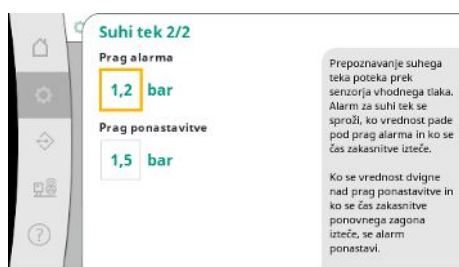 Suhi tek 2/2
Prag alarma
1,2 bar
Prag ponastavitve
1,5 bar
Prepoznavanje suhega
teka poteka prek
senzorja vhodnega tlaka.
Alarm za suhi tek se
sproži, ko vrednost pade
pod prag alarma in ko se
čas zakasnitve izteče.
Ko se vrednost dvigne
nad prag ponastavitve in
ko se čas zakasnitve
ponovnega zagona
izteče, se alarm
ponastavi.